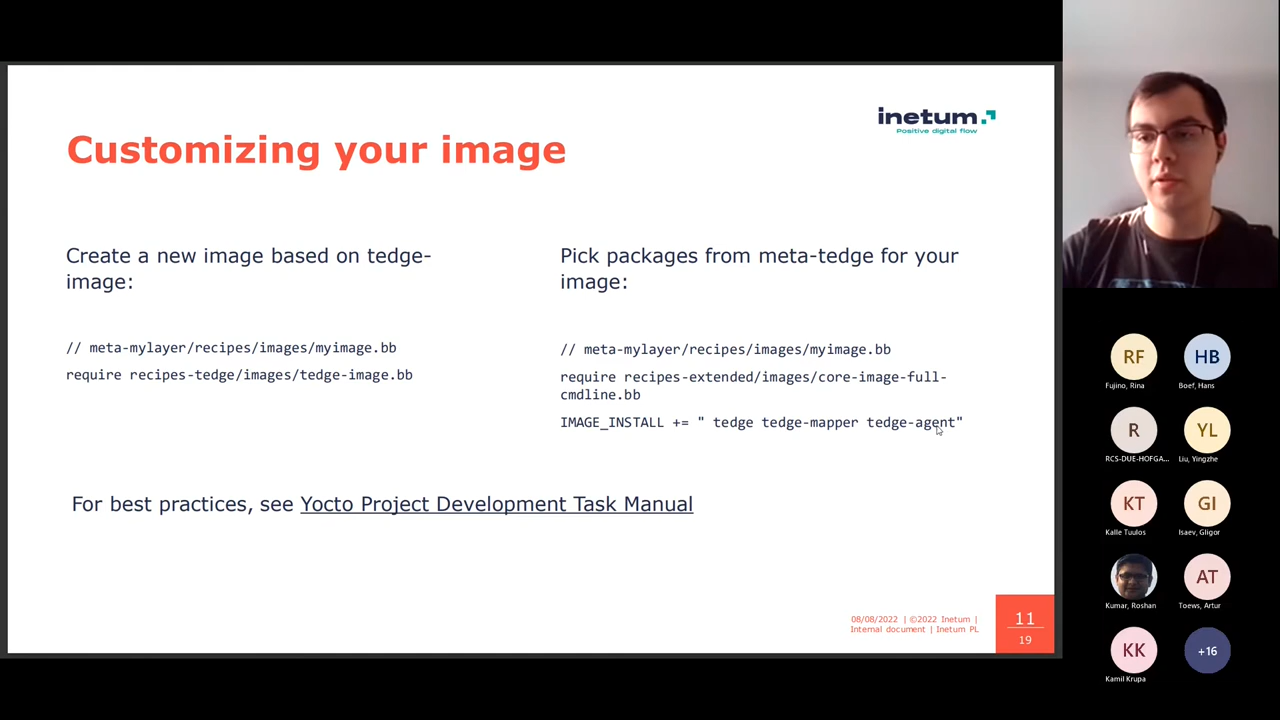 inetum
Positive digital flow
Customizing your image
Create a new image based on tedge-
image:
// meta-mylayer/recipes/images/myimage.bb
require recipes-tedge/images/tedge-image.bb
Pick packages from meta-tedge for your
image:
// meta-mylayer/recipes/images/myimage.bb
require recipes-extended/images/core-image-full-
cmdline.bb
IMAGE_INSTALL += " tedge tedge-mapper tedge-agent"
For best practices, see Yocto Project Development Task Manual
08/08/2022 | ©2022 Inetum |
Internal document | Inetum PL
11
19
RF
HB
Fujino, Rina
Boef, Hans
R
YL
RCS-DUE-HOFGA...
Liu, Yingzhe
KT
GI
Kalle Tuulos
Isaev, Gligor
AT
Kumar, Roshan
Toews, Artur
KK
+16
Kamil Krupa